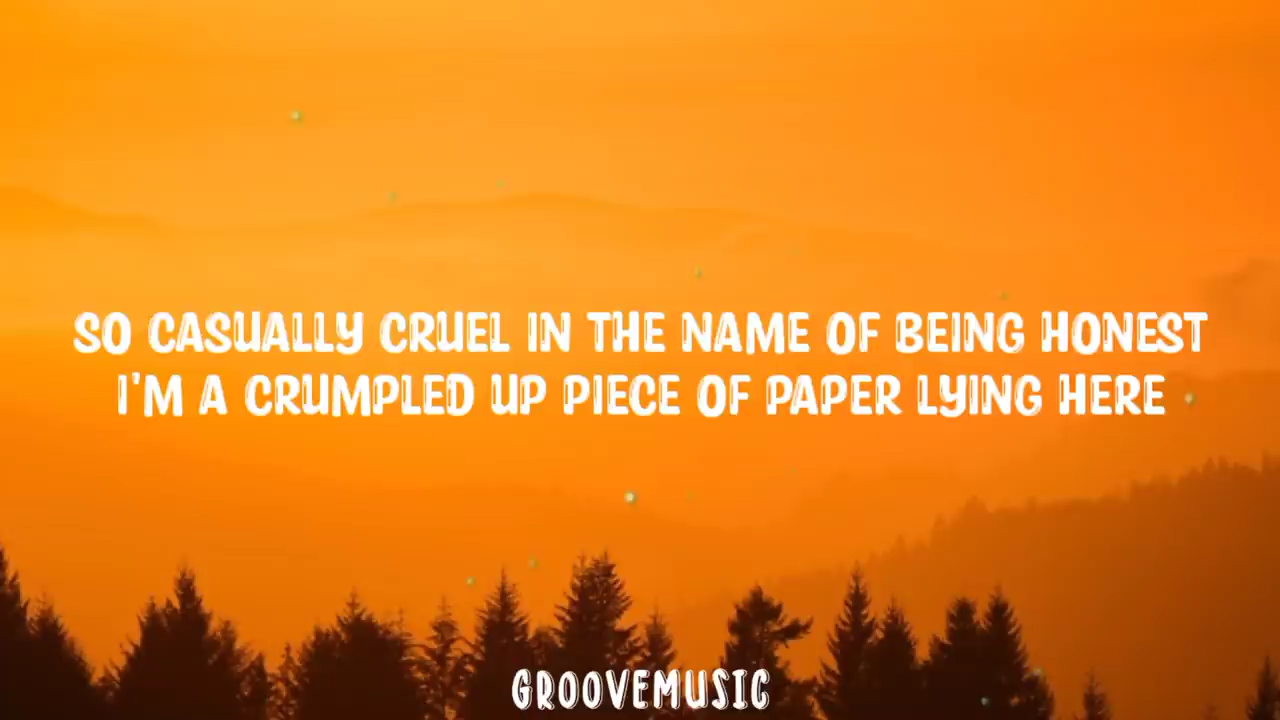 SO CASUALLY CRUEL IN THE NAME OF BEING HONEST
I'M A CRUMPLED UP PIECE OF PAPER LYING HERE
GROOVEMUSIC